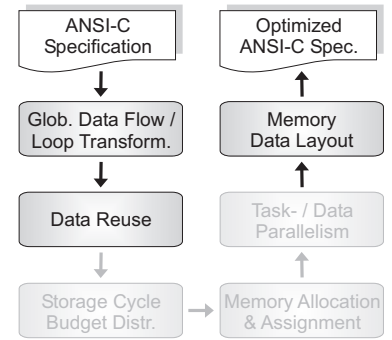 ANSI-C
Specification
Glob. Data Flow /
Loop Transform.
Data Reuse
Storage Cycle
Budget Distr.
Memory Allocation
& Assignment
Task- / Data
Parallelism
Memory
Data Layout
Optimized
ANSI-C Spec.